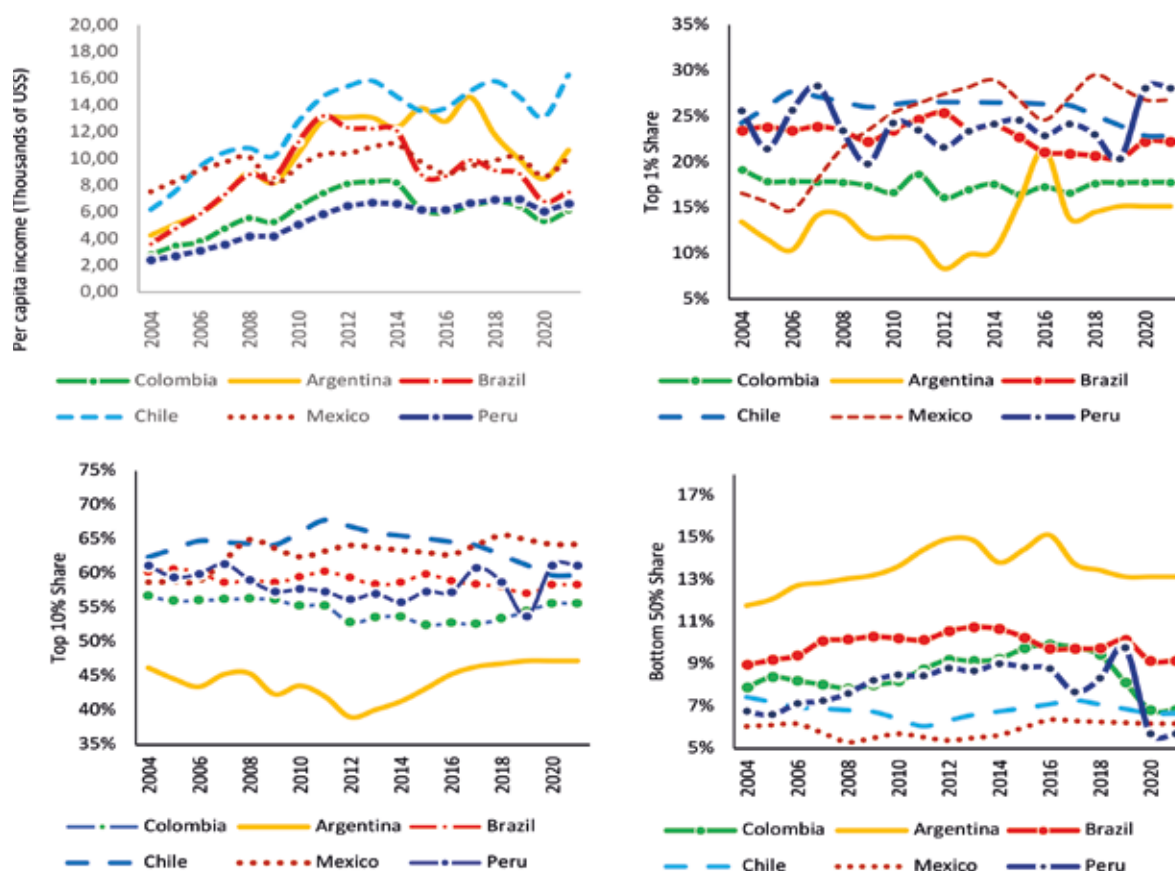 Per capita income (Thousands of US$)
20,00
18,00
16,00
14,00
12,00
10,00
8,00
6,00
4,00
2,00
0,00
2004
2006
2008
2010
2012
2014
2016
2018
2020
Colombia
Argentina
Brazil
Chile
Mexico
Peru
Top 1% Share
35%
30%
25%
20%
15%
10%
5%
2004
2006
2008
2010
2012
2014
2016
2018
2020
Colombia
Argentina
Brazil
Chile
Mexico
Peru
Top 10% Share
75%
70%
65%
60%
55%
50%
45%
40%
35%
2004
2006
2008
2010
2012
2014
2016
2018
2020
Colombia
Argentina
Brazil
Chile
Mexico
Peru
Bottom 50% Share
17%
15%
13%
11%
9%
7%
5%
2004
2006
2008
2010
2012
2014
2016
2018
2020
Colombia
Argentina
Brazil
Chile
Mexico
Peru